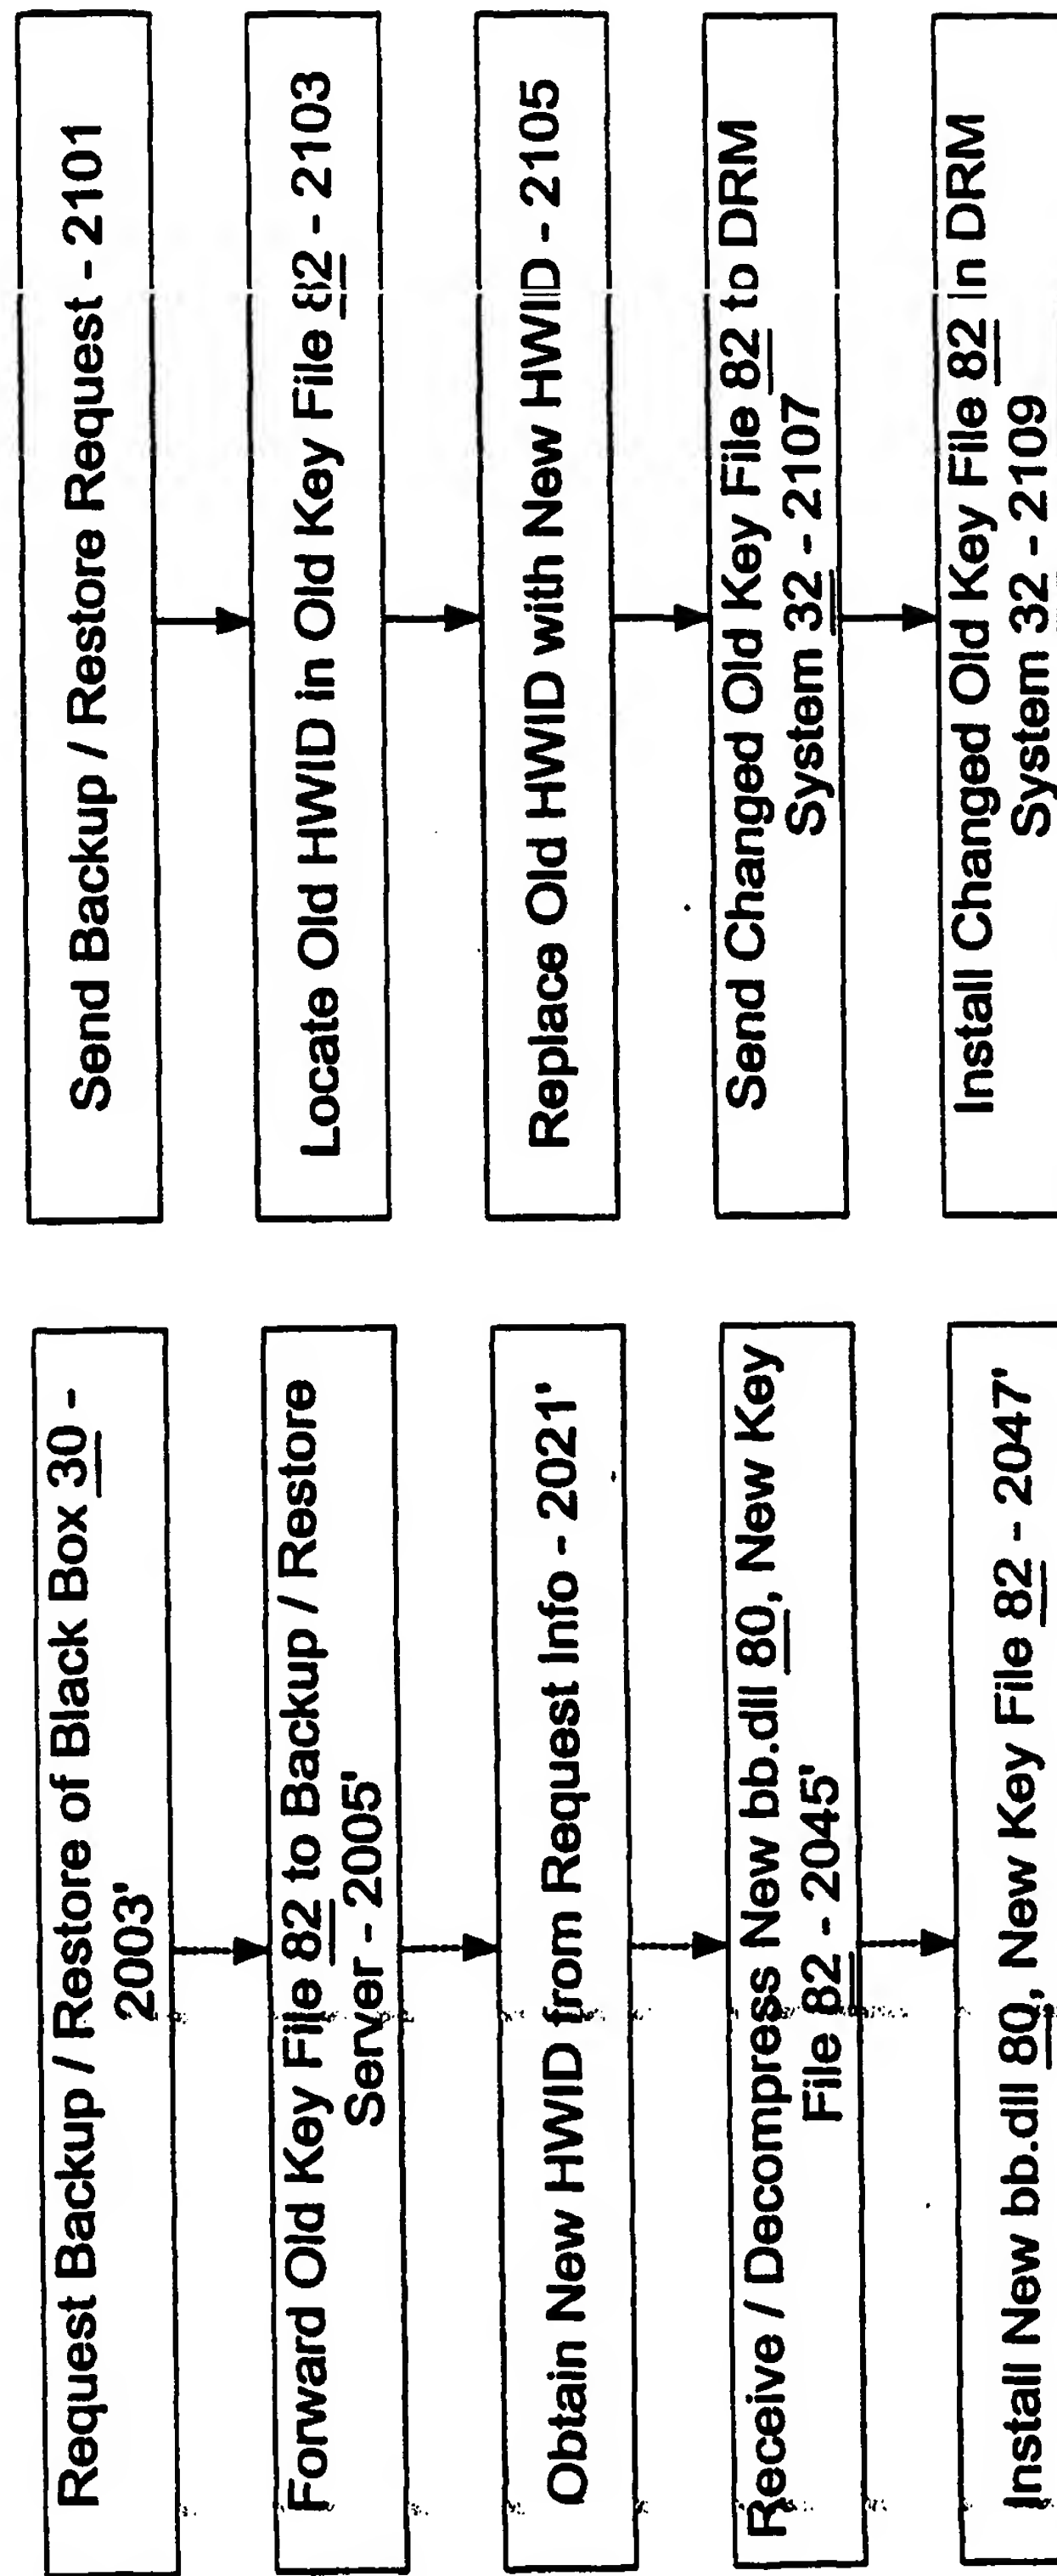 Request Backup / Restore of Black Box 30 -
2003'
Forward Old Key File 82 to Backup / Restore
Server - 2005'
Obtain New HWID from Request Info - 2021'
Receive / Decompress New bb.dll 80, New Key
File 82 - 2045'
Install New bb.dll 80, New Key File 82 - 2047'
Send Backup / Restore Request - 2101
Locate Old HWID in Old Key File 82 - 2103
Replace Old HWID with New HWID - 2105
Send Changed Old Key File 82 to DRM
System 32 - 2107
Install Changed Old Key File 82 in DRM
System 32 - 2109